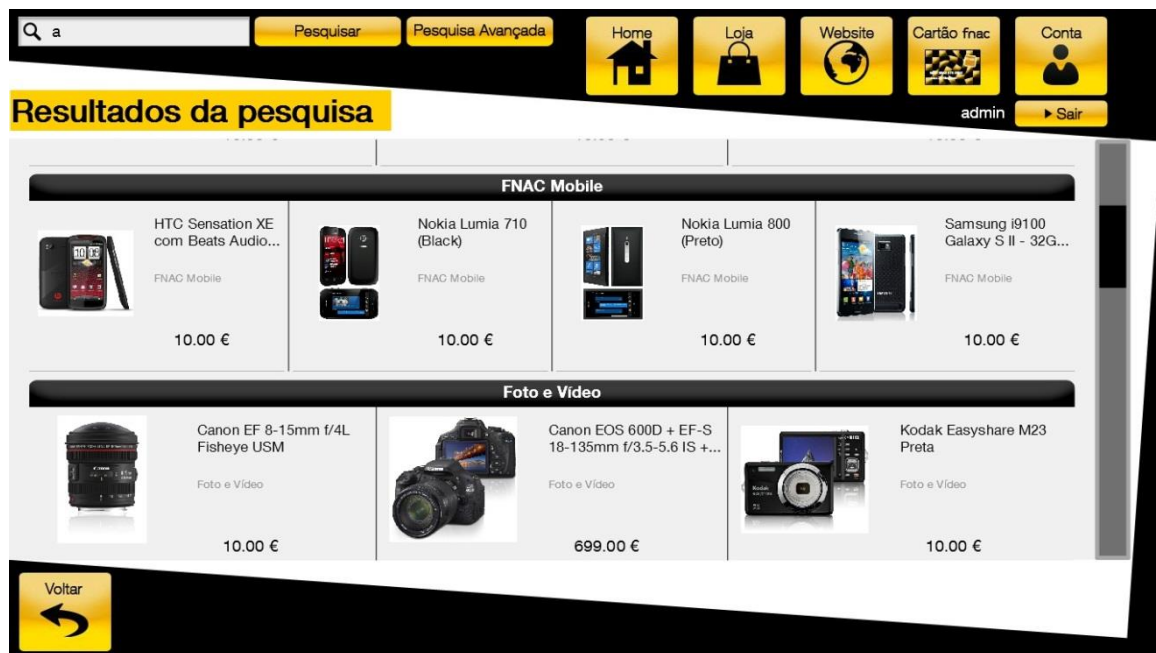 a
Pesquisar
Pesquisa Avançada
Home
Loja
Website
Cartão fnac
Conta
admin
Sair
Resultados da pesquisa
FNAC Mobile
HTC Sensation XE
com Beats Audio...
FNAC Mobile
10.00 €
Nokia Lumia 710
(Black)
FNAC Mobile
10.00 €
Nokia Lumia 800
(Preto)
FNAC Mobile
10.00 €
Samsung i9100
Galaxy S II - 32G...
FNAC Mobile
10.00 €
Foto e Vídeo
Canon EF 8-15mm f/4L
Fisheye USM
Foto e Vídeo
10.00 €
Canon EOS 600D + EF-S
18-135mm f/3.5-5.6 IS +...
Foto e Vídeo
699.00 €
Kodak Easyshare M23
Preta
Foto e Vídeo
10.00 €
Voltar